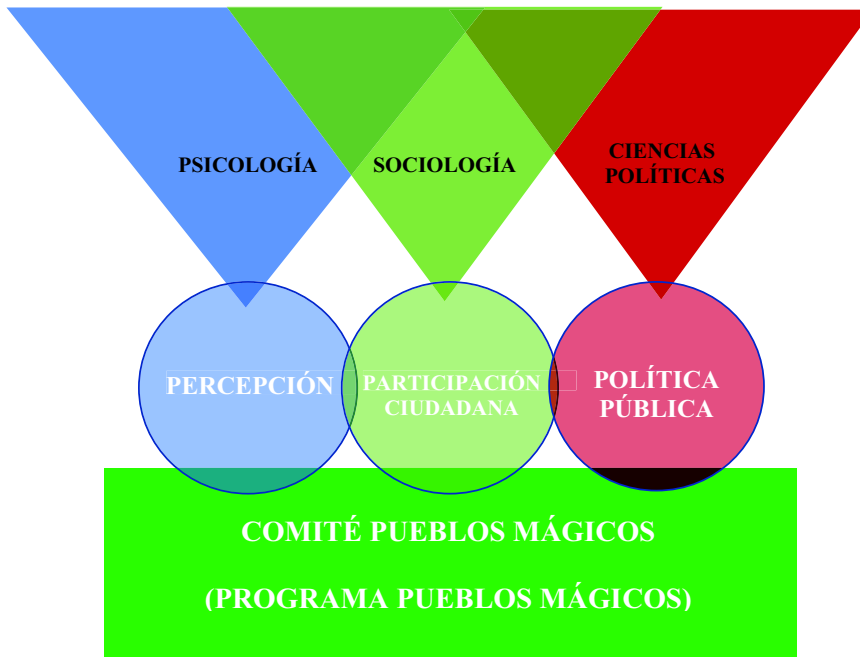 PSICOLOGÍA
SOCIOLOGÍA
CIENCIAS
POLÍTICAS
PERCEPCIÓN
PARTICIPACIÓN
CIUDADANA
POLÍTICA
PÚBLICA
COMITÉ PUEBLOS MÁGICOS
(PROGRAMA PUEBLOS MÁGICOS)